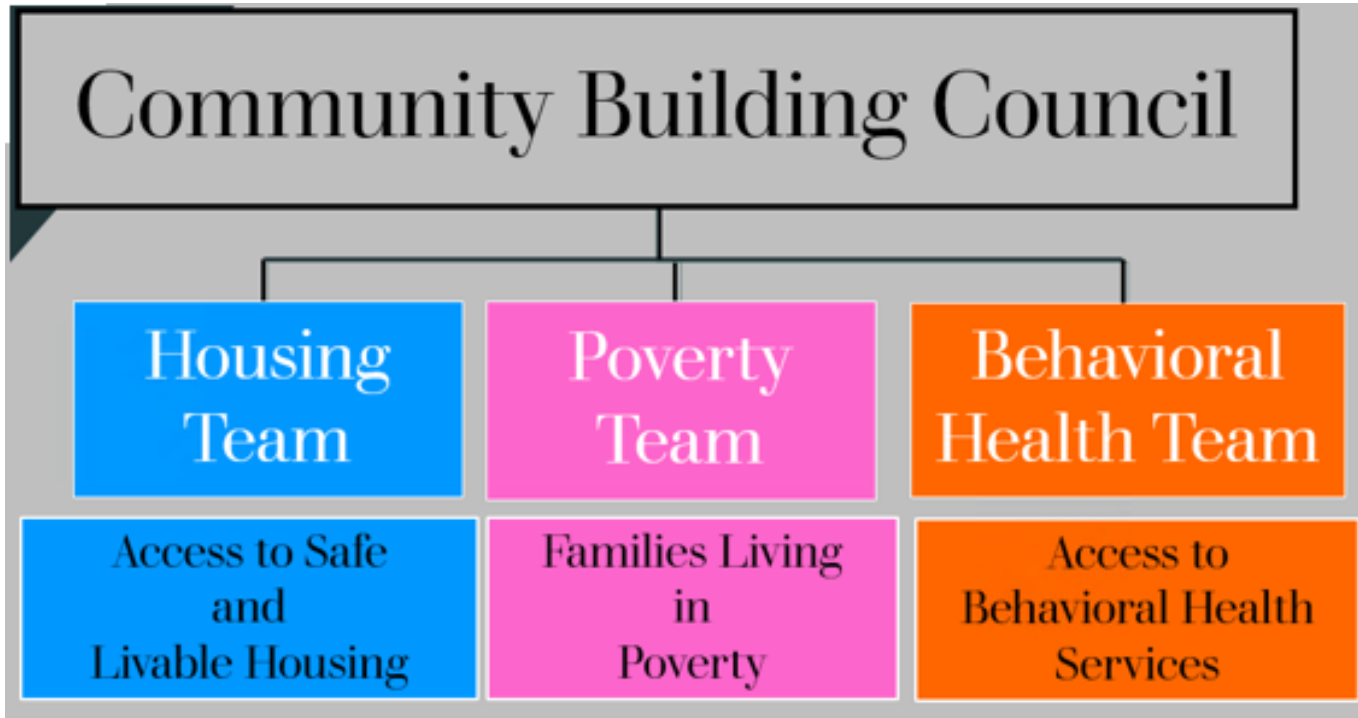 Community Building Council
Housing
Team
Poverty
Team
Behavioral
Health Team
Access to Safe
and
Livable Housing
Families Living
in
Poverty
Access to
Behavioral Health
Services